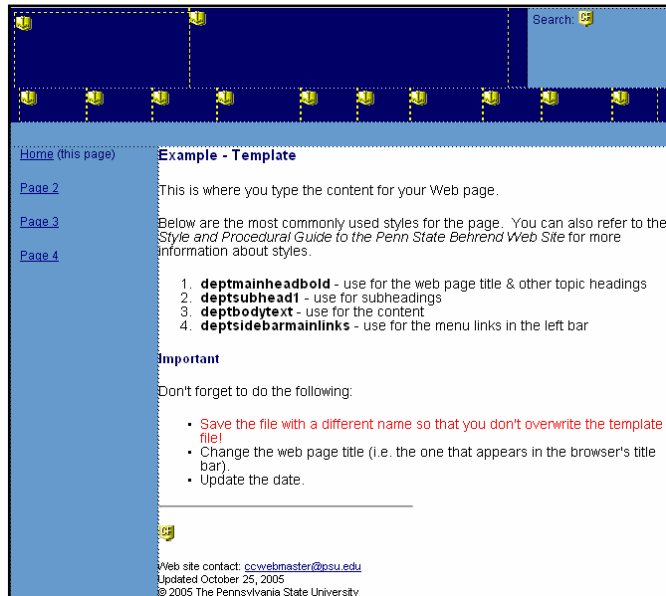 Search:
Home (this page)
Page 2
Page 3
Page 4
Example - Template
This is where you type the content for your Web page.
Below are the most commonly used styles for the page. You can also refer to the
Style and Procedural Guide to the Penn State Behrend Web Site for more
information about styles.
1. deptmainheadbold - use for the web page title & other topic headings
2. deptsubhead1 - use for subheadings
3. deptbodytext - use for the content
4. deptsidebarmainlinks - use for the menu links in the left bar
Important
Don't forget to do the following:
• Save the file with a different name so that you don't overwrite the template
file!
• Change the web page title (i.e. the one that appears in the browser's title
bar).
• Update the date.
Web site contact: ccwebmaster@psu.edu
Updated October 25, 2005
© 2005 The Pennsylvania State University